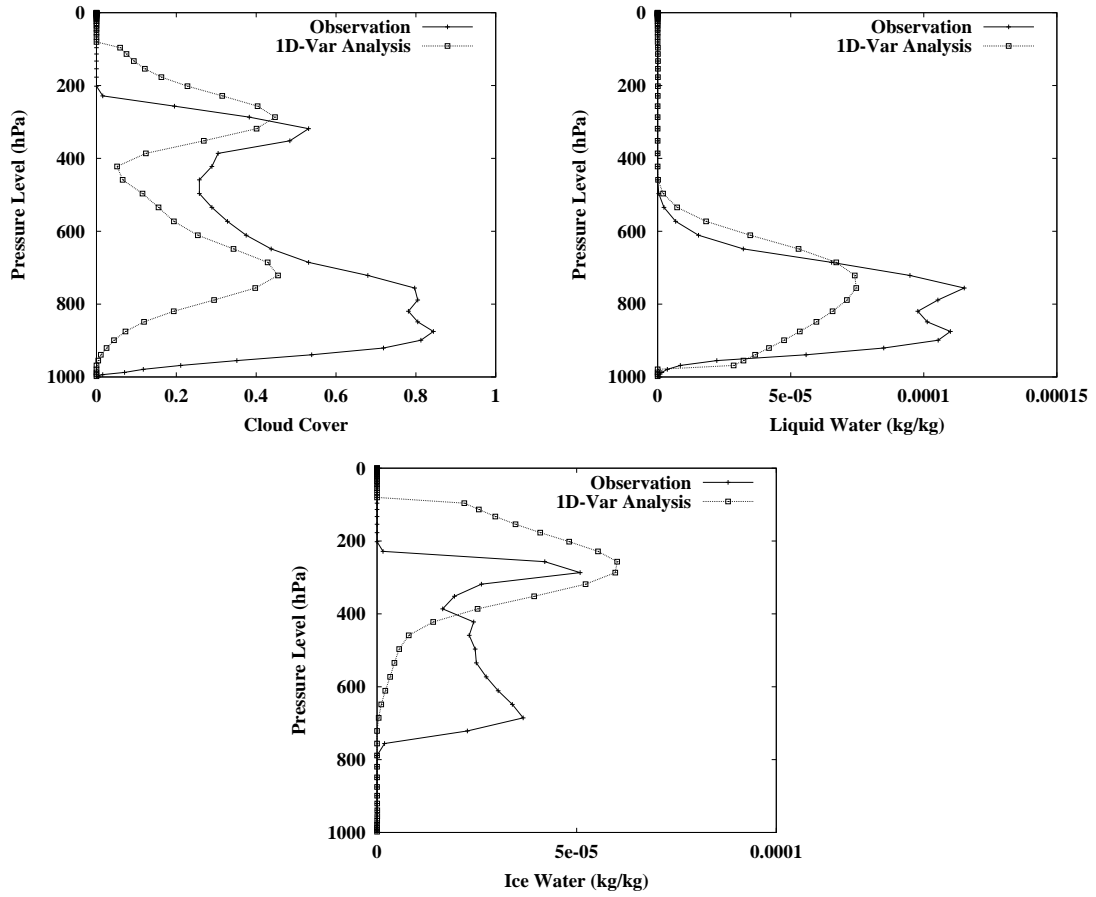 Observation
1D-Var Analysis
Pressure Level (hPa)
0
200
400
600
800
1000
0
0.2
0.4
0.6
0.8
1
Cloud Cover
Observation
1D-Var Analysis
Pressure Level (hPa)
0
200
400
600
800
1000
0
5e-05
0.0001
0.00015
Liquid Water (kg/kg)
Observation
1D-Var Analysis
Pressure Level (hPa)
0
200
400
600
800
1000
0
5e-05
0.0001
Ice Water (kg/kg)